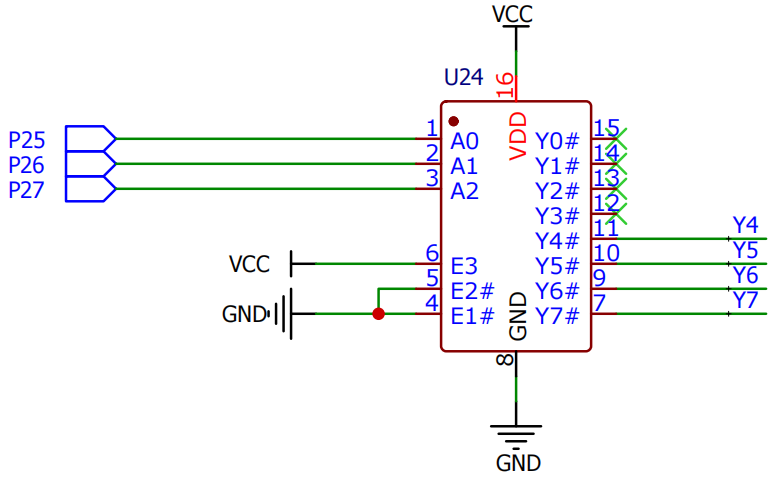 VCC
U24
16
VDD
P25 1 A0 Y0# 15
P26 2 A1 Y1# 14
P27 3 A2 Y2# 13
Y3# 12
Y4# 11 Y4
VCC 6 E3 Y5# 10 Y5
5 E2# Y6# 9 Y6
GND 4 E1# Y7# 7 Y7
GND
8
GND